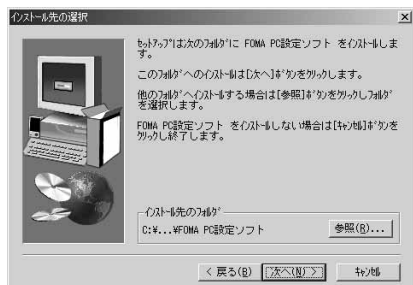 インストール先の選択
ｾｯﾄｱｯﾌﾟは次のﾌｫﾙﾀﾞに FOMA PC設定ソフト をｲﾝｽﾄｰﾙしま
す。
このﾌｫﾙﾀﾞへのｲﾝｽﾄｰﾙは[次へ]ﾎﾞﾀﾝをｸﾘｯｸします。
他のﾌｫﾙﾀﾞへｲﾝｽﾄｰﾙする場合は[参照]ﾎﾞﾀﾝをｸﾘｯｸしﾌｫﾙﾀﾞ
を選択します。
FOMA PC設定ソフト をｲﾝｽﾄｰﾙしない場合は[ｷｬﾝｾﾙ]ﾎﾞﾀﾝを
ｸﾘｯｸし終了します。
ｲﾝｽﾄｰﾙ先のﾌｫﾙﾀﾞ
C:¥...¥FOMA PC設定ソフト
参照(R)...
< 戻る(B)
次へ(N) >
ｷｬﾝｾﾙ